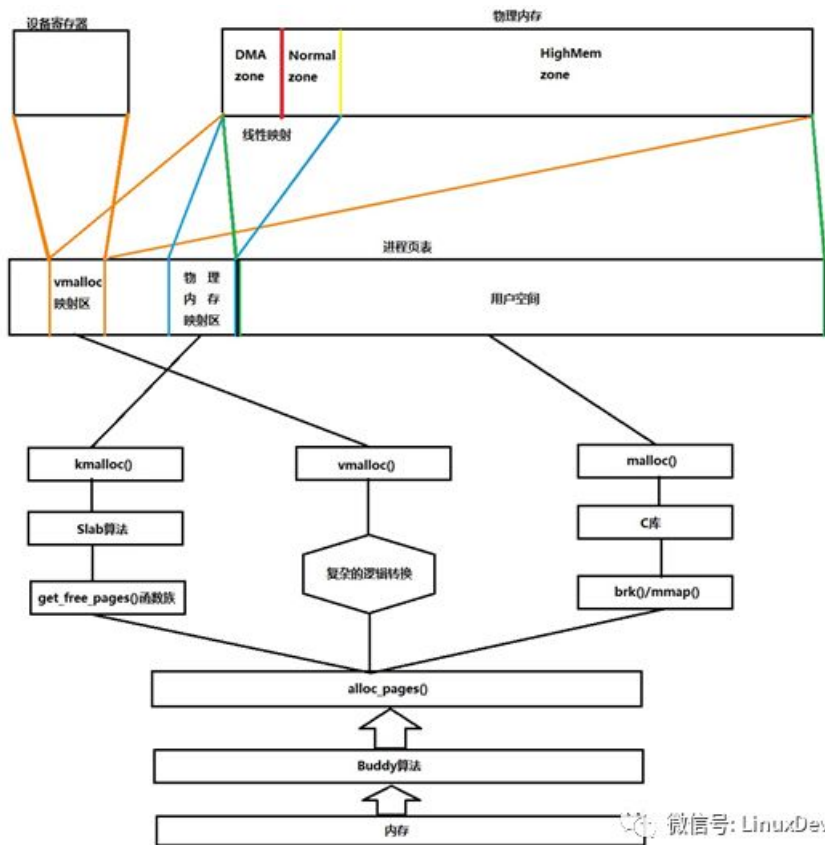 设备寄存器
物理内存
DMA
zone
Normal
zone
HighMem
zone
线性映射
进程页表
vmalloc
映射区
物 理
内 存
映射区
用户空间
kmalloc()
vmalloc()
malloc()
Slab算法
复杂的逻辑转换
C库
get_free_pages()函数族
brk()/mmap()
alloc_pages()
Buddy算法
内存
微信号: LinuxDev